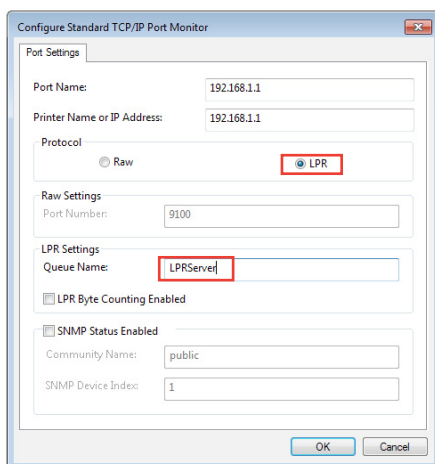 Configure Standard TCP/IP Port Monitor
Port Settings
Port Name: 192.168.1.1
Printer Name or IP Address: 192.168.1.1
Protocol
Raw LPR
Raw Settings
Port Number: 9100
LPR Settings
Queue Name: LPRServer
LPR Byte Counting Enabled
SNMP Status Enabled
Community Name: public
SNMP Device Index: 1
OK Cancel